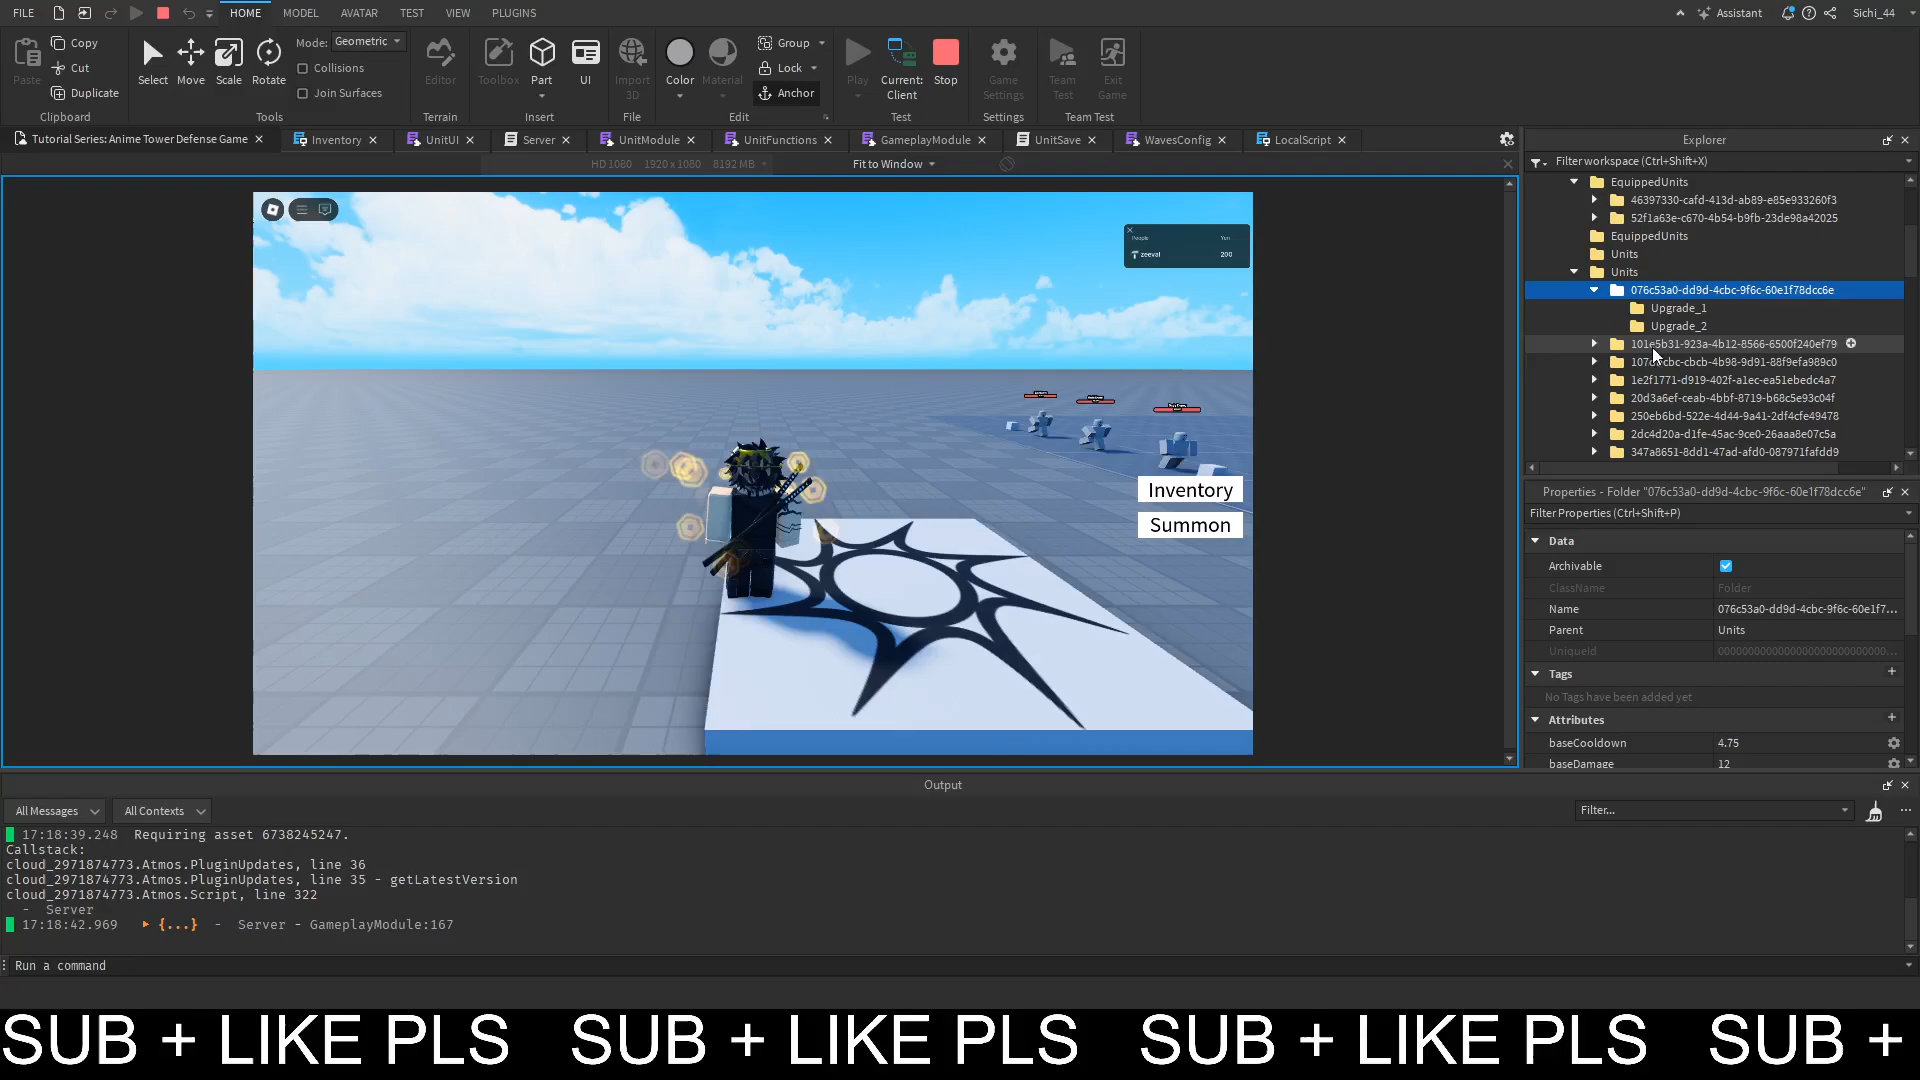 FILE HOME MODEL AVATAR TEST VIEW PLUGINS Assistant Sichi_44
Paste Copy Cut Duplicate Clipboard
Select Move Scale Rotate Mode: Geometric Collisions Join Surfaces Tools
Editor Terrain
Toolbox Part UI Insert
Import 3D File
Color Material Group Lock Anchor Edit
Play Current: Client Stop Test
Game Settings Settings
Team Test Exit Game Team Test
Tutorial Series: Anime Tower Defense Game Inventory UnitUI Server UnitModule UnitFunctions GameplayModule UnitSave WavesConfig LocalScript
HD 1080 1920 x 1080 8192 MB Fit to Window
People Yen
zeeval 200
Inventory
Summon
Explorer
Filter workspace (Ctrl+Shift+X)
EquippedUnits
46397330-cafd-413d-ab89-e85e933260f3
52f1a63e-c670-4b54-b9fb-23de98a42025
EquippedUnits
Units
Units
076c53a0-dd9d-4cbc-9f6c-60e1f78dcc6e
Upgrade_1
Upgrade_2
101e5b31-923a-4b12-8566-6500f240ef79
1e2f1771-d919-402f-a1ec-ea51ebedc4a7
20d3a6ef-ceab-4bbf-8719-b68c5e93c04f
250eb6bd-522e-4d44-9a41-2df4cfe49478
2dc4d20a-d1fe-45ac-9ce0-26aaa8e07c5a
347a8651-8dd1-47ad-afd0-087971fafdd9
Properties - Folder "076c53a0-dd9d-4cbc-9f6c-60e1f78dcc6e"
Filter Properties (Ctrl+Shift+P)
Data
Archivable
ClassName Folder
Name 076c53a0-dd9d-4cbc-9f6c-60e1f7...
Parent Units
UniqueId
Tags
No Tags have been added yet
Attributes
baseCooldown 4.75
baseDamage 12
Output
All Messages All Contexts Filter...
17:18:39.248 Requiring asset 6738245247.
Callstack:
cloud_2971874773.Atmos.PluginUpdates, line 36
cloud_2971874773.Atmos.PluginUpdates, line 35 - getLatestVersion
cloud_2971874773.Atmos.Script, line 322
- Server
17:18:42.969 ▶ {...} - Server - GameplayModule:167
Run a command
SUB + LIKE PLS SUB + LIKE PLS SUB + LIKE PLS SUB +